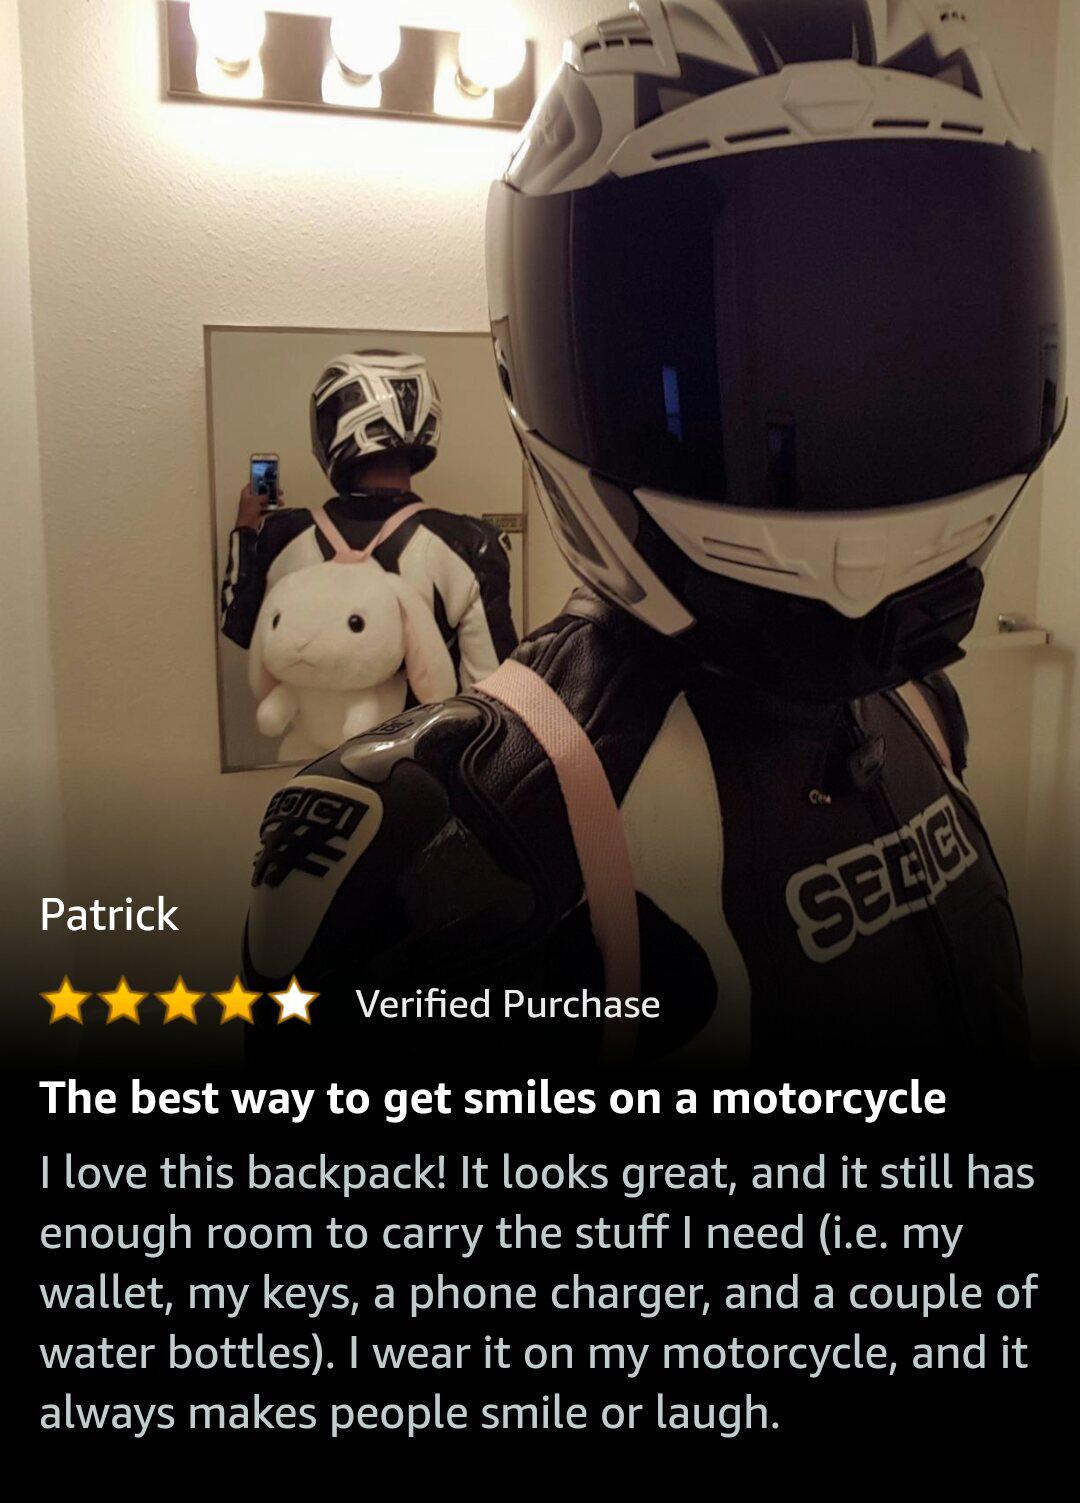 SEDICI
SEDICI
Patrick
Verified Purchase
The best way to get smiles on a motorcycle
I love this backpack! It looks great, and it still has
enough room to carry the stuff I need (i.e. my
wallet, my keys, a phone charger, and a couple of
water bottles). I wear it on my motorcycle, and it
always makes people smile or laugh.